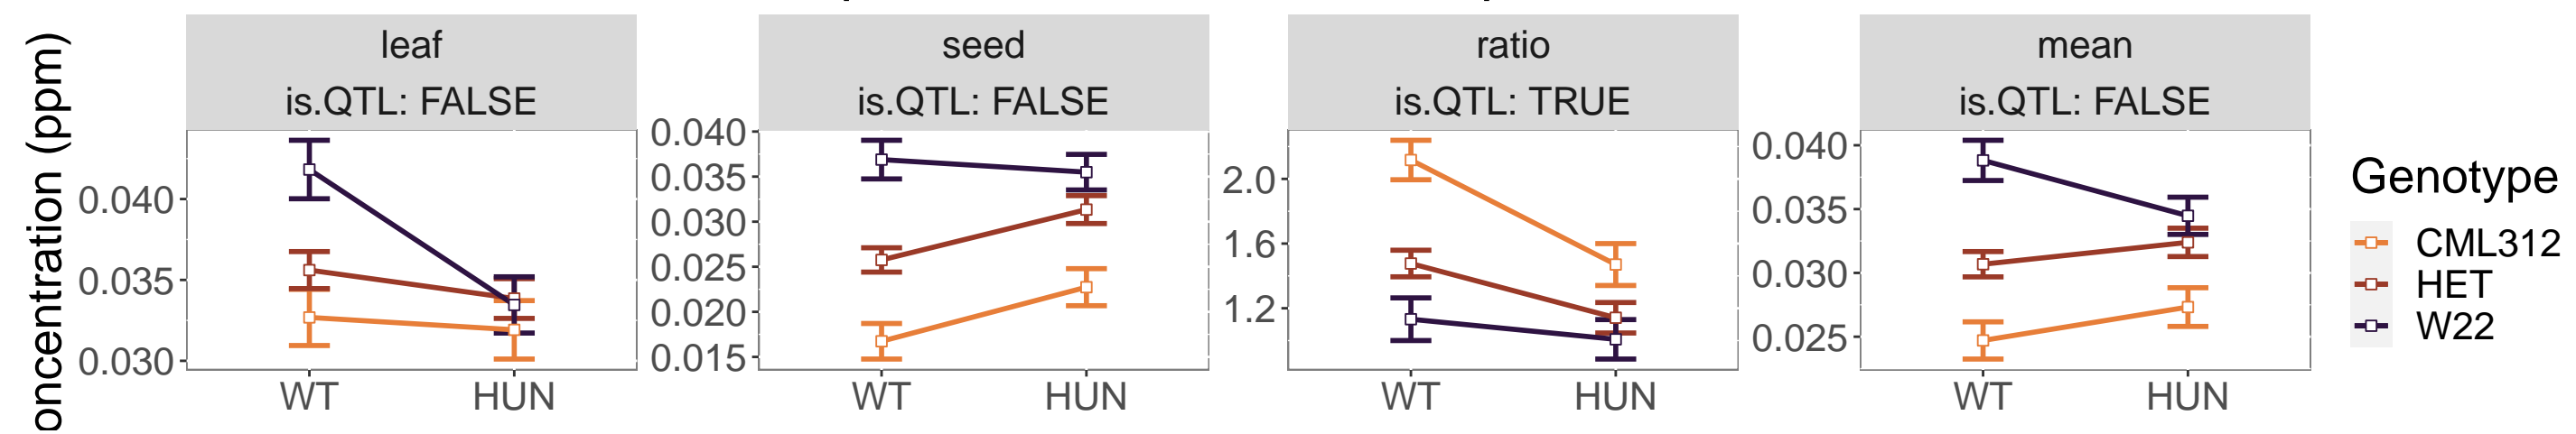 leaf
is.QTL: FALSE
seed
is.QTL: FALSE
ratio
is.QTL: TRUE
mean
is.QTL: FALSE
oncentration (ppm)
0.040
0.035
0.030
WT HUN
0.040
0.035
0.030
0.025
0.020
0.015
WT HUN
2.0
1.6
1.2
WT HUN
0.040
0.035
0.030
0.025
WT HUN
Genotype
CML312
HET
W22